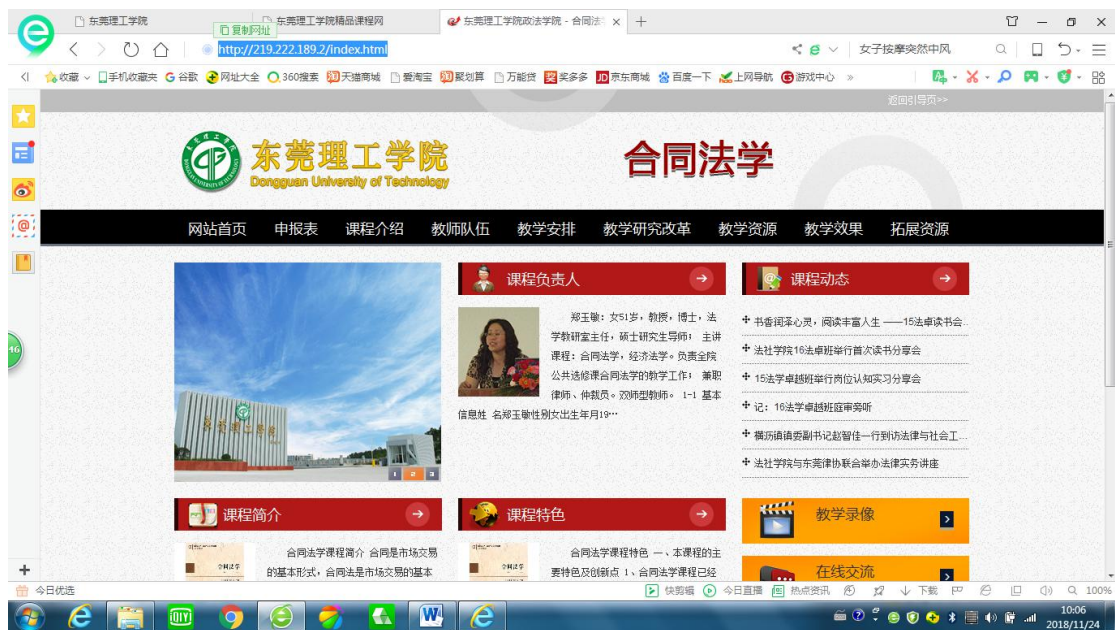 东莞理工学院
东莞理工学院精品课程网
东莞理工学院政法学院 - 合同法
复制网址
http://219.222.189.2/index.html
女子按摩突然中风
收藏
手机收藏夹
谷歌
网址大全
360搜索
天猫商城
爱淘宝
聚划算
万能贷
奖多多
京东商城
百度一下
上网导航
游戏中心
返回引导页>>
东莞理工学院
Dongguan University of Technology
合同法学
网站首页 申报表 课程介绍 教师队伍 教学安排 教学研究改革 教学资源 教学效果 拓展资源
东莞理工学院
1 2 3
课程负责人
郑玉敏：女51岁，教授，博士，法
学教研室主任，硕士研究生导师； 主讲
课程：合同法学，经济法学。负责全院
公共选修课合同法学的教学工作； 兼职
律师、仲裁员。双师型教师。 1-1 基本
信息姓 名郑玉敏性别女出生年月19…
课程动态
书香润泽心灵，阅读丰富人生 ——15法卓读书会..
法社学院16法卓班举行首次读书分享会
15法学卓越班举行岗位认知实习分享会
记：16法学卓越班庭审旁听
横沥镇镇委副书记赵智佳一行到访法律与社会工...
法社学院与东莞律协联合举办法律实务讲座
课程简介
合同法学
合同法学课程简介 合同是市场交易
的基本形式，合同法是市场交易的基本
课程特色
合同法学
合同法学课程特色 一、本课程的主
要特色及创新点 1、合同法学课程已经
教学录像
在线交流
46
今日优选
快剪辑
今日直播
热点资讯
下载
100%
10:06
2018/11/24